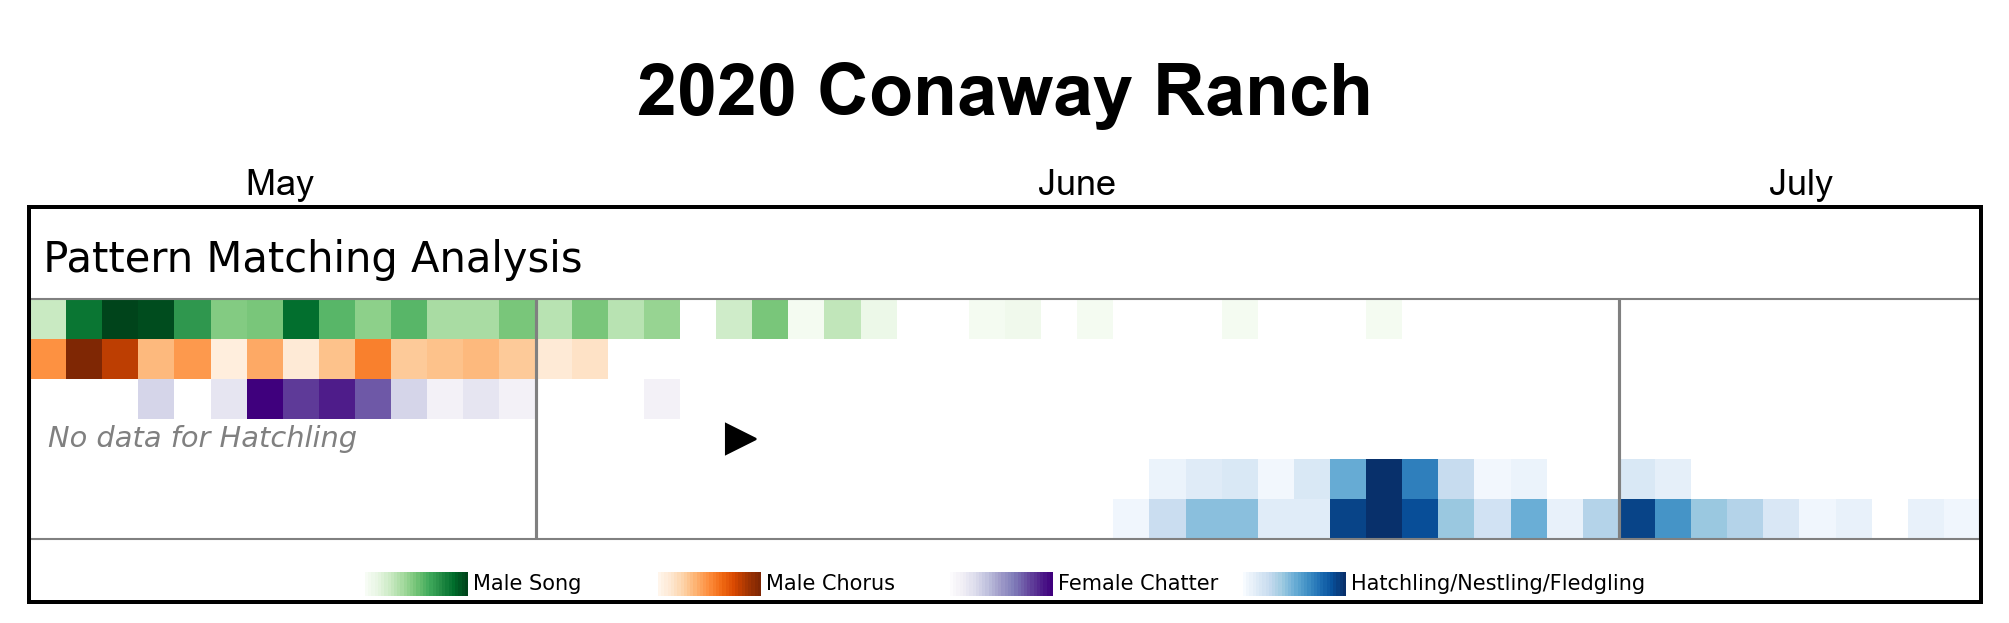 2020 Conaway Ranch
May June July
Pattern Matching Analysis
No data for Hatchling
Male Song Male Chorus Female Chatter Hatchling/Nestling/Fledgling